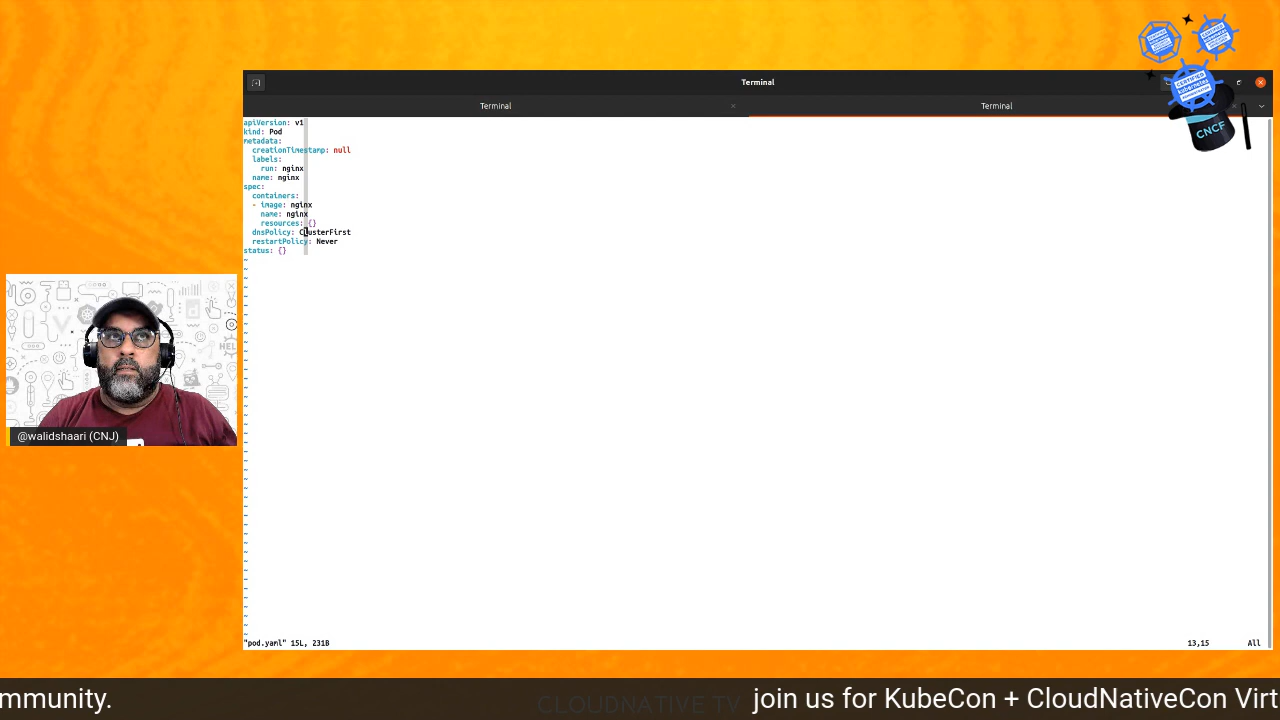 Terminal
Terminal
Terminal
apiVersion: v1
kind: Pod
metadata:
  creationTimestamp: null
  labels:
    run: nginx
  name: nginx
spec:
  containers:
  - image: nginx
    name: nginx
    resources: {}
  dnsPolicy: ClusterFirst
  restartPolicy: Never
status: {}
"pod.yaml" 15L, 231B
13,15
All
CNCF
HEL
@walidshaari (CNJ)
mmunity.
CLOUDNATIVE TV
join us for KubeCon + CloudNativeCon Virt